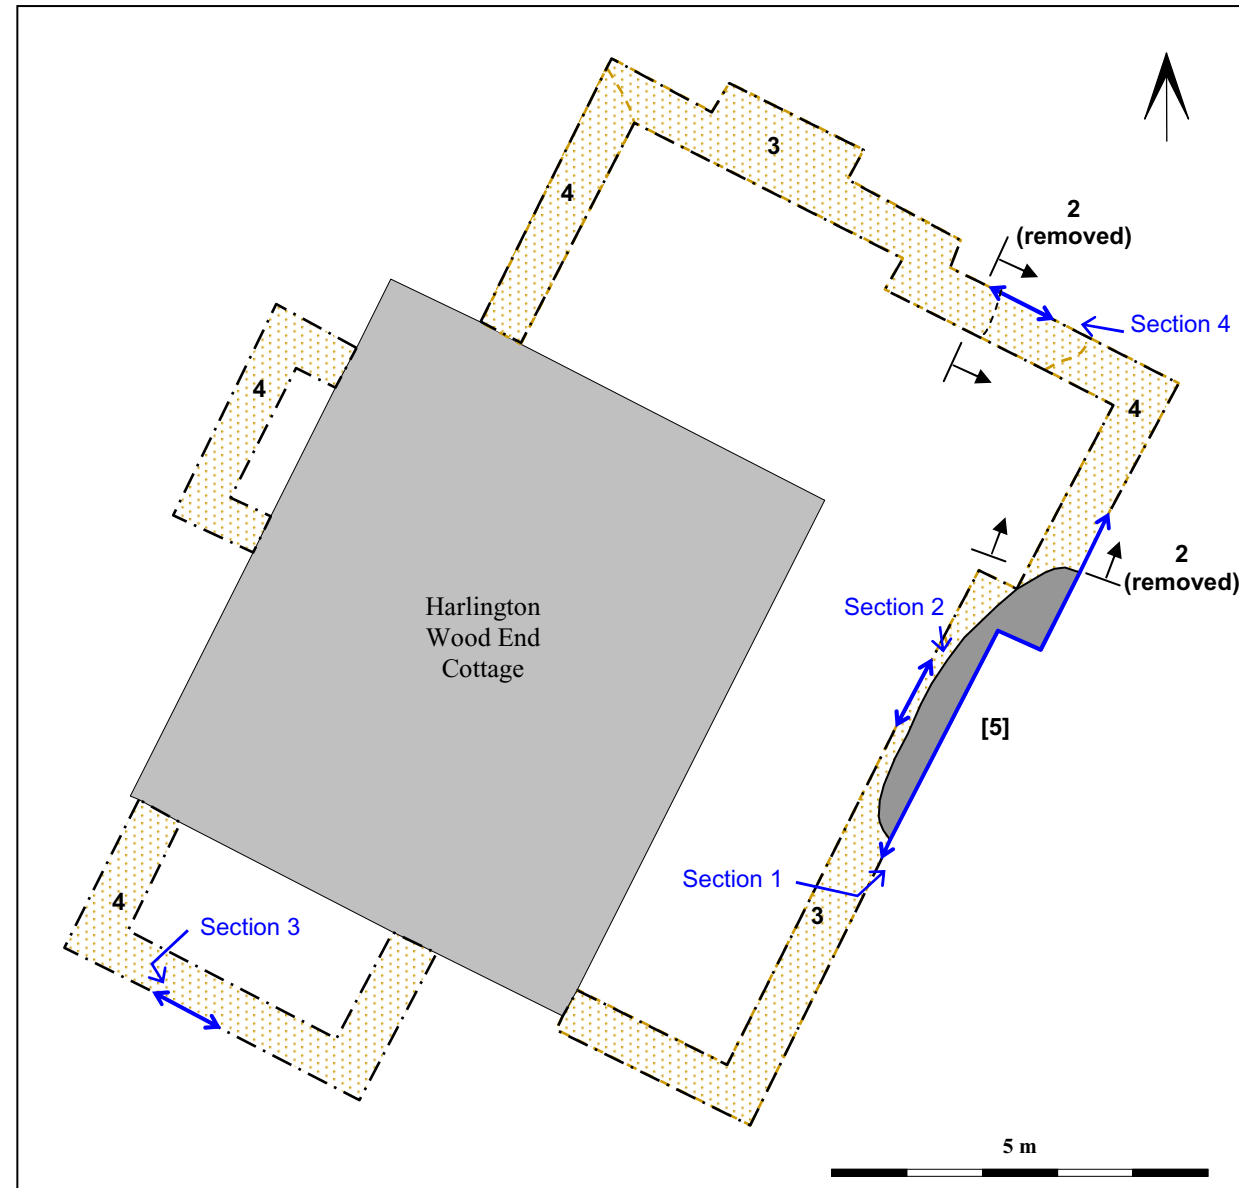 3
4
2
(removed)
Section 4
4
4
2
(removed)
Section 2
Harlington
Wood End
Cottage
[5]
Section 1
4
3
Section 3
5 m